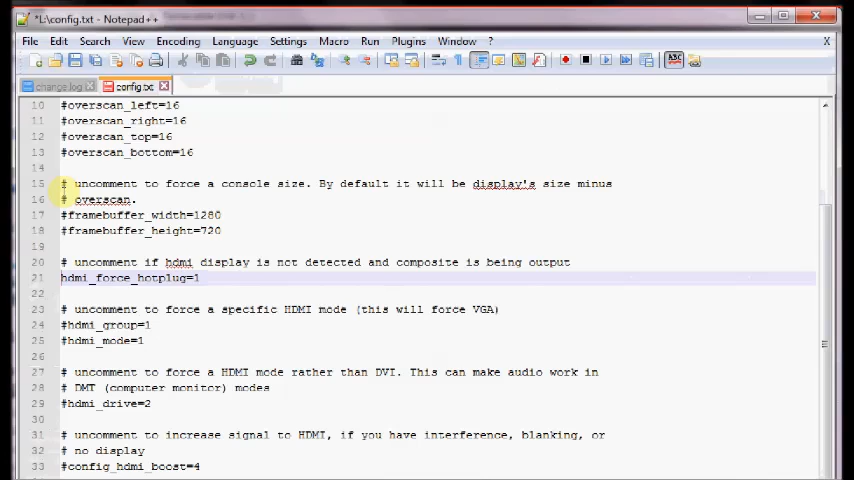 *L:\config.txt - Notepad++
File Edit Search View Encoding Language Settings Macro Run Plugins Window ? X
change.log config.txt
10 #overscan_left=16
11 #overscan_right=16
12 #overscan_top=16
13 #overscan_bottom=16
14
15 # uncomment to force a console size. By default it will be display's size minus
16 # overscan.
17 #framebuffer_width=1280
18 #framebuffer_height=720
19
20 # uncomment if hdmi display is not detected and composite is being output
21 hdmi_force_hotplug=1
22
23 # uncomment to force a specific HDMI mode (this will force VGA)
24 #hdmi_group=1
25 #hdmi_mode=1
26
27 # uncomment to force a HDMI mode rather than DVI. This can make audio work in
28 # DMT (computer monitor) modes
29 #hdmi_drive=2
30
31 # uncomment to increase signal to HDMI, if you have interference, blanking, or
32 # no display
33 #config_hdmi_boost=4